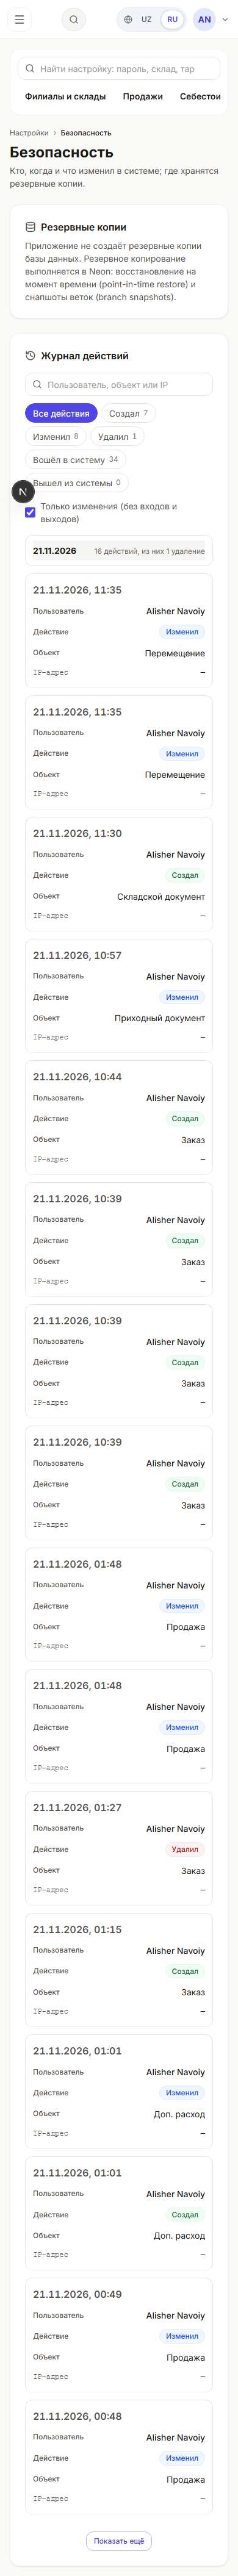 UZ RU AN
Найти настройку: пароль, склад, тар
Филиалы и склады Продажи Себестои
Настройки > Безопасность
Безопасность
Кто, когда и что изменил в системе; где хранятся
резервные копии.
Резервные копии
Приложение не создаёт резервные копии
базы данных. Резервное копирование
выполняется в Neon: восстановление на
момент времени (point-in-time restore) и
снапшоты веток (branch snapshots).
Журнал действий
Пользователь, объект или IP
Все действия Создал 7
Изменил 8 Удалил 1
Вошёл в систему 34
Вышел из системы 0
N
Только изменения (без входов и
выходов)
21.11.2026 16 действий, из них 1 удаление
21.11.2026, 11:35
Пользователь Alisher Navoiy
Действие Изменил
Объект Перемещение
IP-адрес —
21.11.2026, 11:35
Пользователь Alisher Navoiy
Действие Изменил
Объект Перемещение
IP-адрес —
21.11.2026, 11:30
Пользователь Alisher Navoiy
Действие Создал
Объект Складской документ
IP-адрес —
21.11.2026, 10:57
Пользователь Alisher Navoiy
Действие Изменил
Объект Приходный документ
IP-адрес —
21.11.2026, 10:44
Пользователь Alisher Navoiy
Действие Создал
Объект Заказ
IP-адрес —
21.11.2026, 10:39
Пользователь Alisher Navoiy
Действие Создал
Объект Заказ
IP-адрес —
21.11.2026, 10:39
Пользователь Alisher Navoiy
Действие Создал
Объект Заказ
IP-адрес —
21.11.2026, 10:39
Пользователь Alisher Navoiy
Действие Создал
Объект Заказ
IP-адрес —
21.11.2026, 01:48
Пользователь Alisher Navoiy
Действие Изменил
Объект Продажа
IP-адрес —
21.11.2026, 01:48
Пользователь Alisher Navoiy
Действие Изменил
Объект Продажа
IP-адрес —
21.11.2026, 01:27
Пользователь Alisher Navoiy
Действие Удалил
Объект Заказ
IP-адрес —
21.11.2026, 01:15
Пользователь Alisher Navoiy
Действие Создал
Объект Заказ
IP-адрес —
21.11.2026, 01:01
Пользователь Alisher Navoiy
Действие Изменил
Объект Доп. расход
IP-адрес —
21.11.2026, 01:01
Пользователь Alisher Navoiy
Действие Создал
Объект Доп. расход
IP-адрес —
21.11.2026, 00:49
Пользователь Alisher Navoiy
Действие Изменил
Объект Продажа
IP-адрес —
21.11.2026, 00:48
Пользователь Alisher Navoiy
Действие Изменил
Объект Продажа
IP-адрес —
Показать ещё